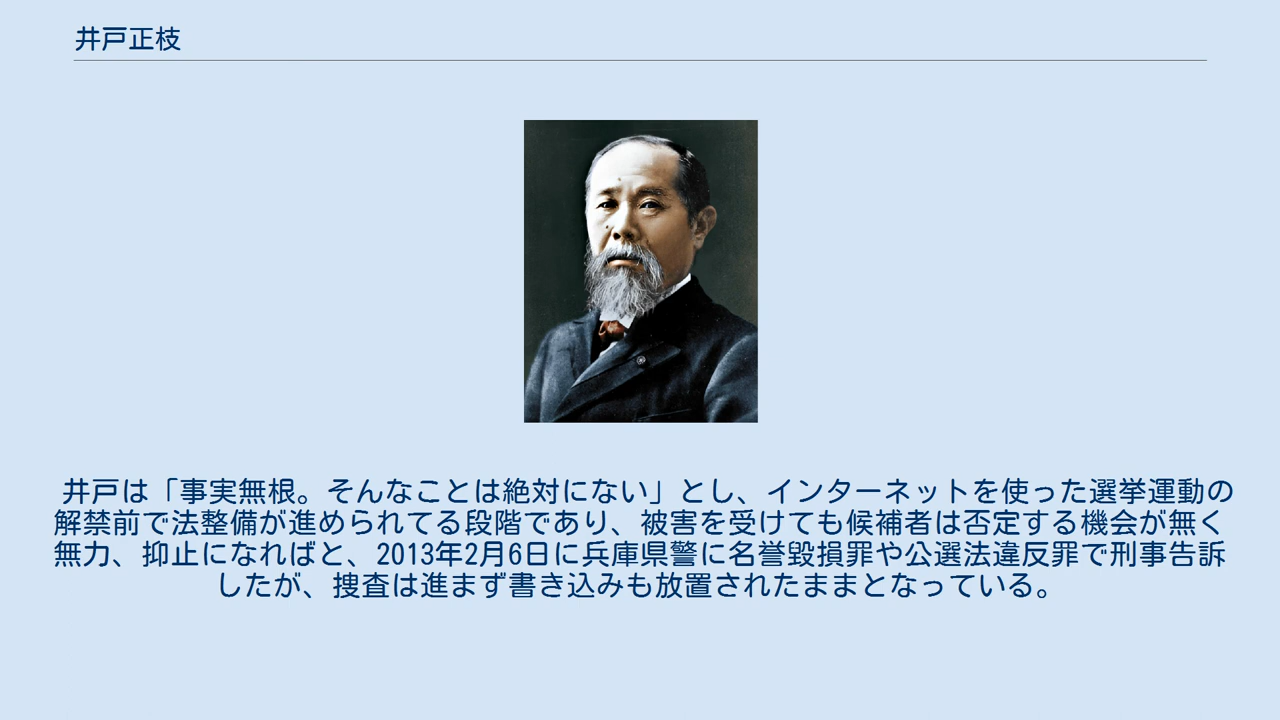 井戸正枝
井戸は「事実無根。そんなことは絶対にない」とし、インターネットを使った選挙運動の
解禁前で法整備が進められてる段階であり、被害を受けても候補者は否定する機会が無く
無力、抑止になればと、2013年2月6日に兵庫県警に名誉毀損罪や公選法違反罪で刑事告訴
したが、捜査は進まず書き込みも放置されたままとなっている。